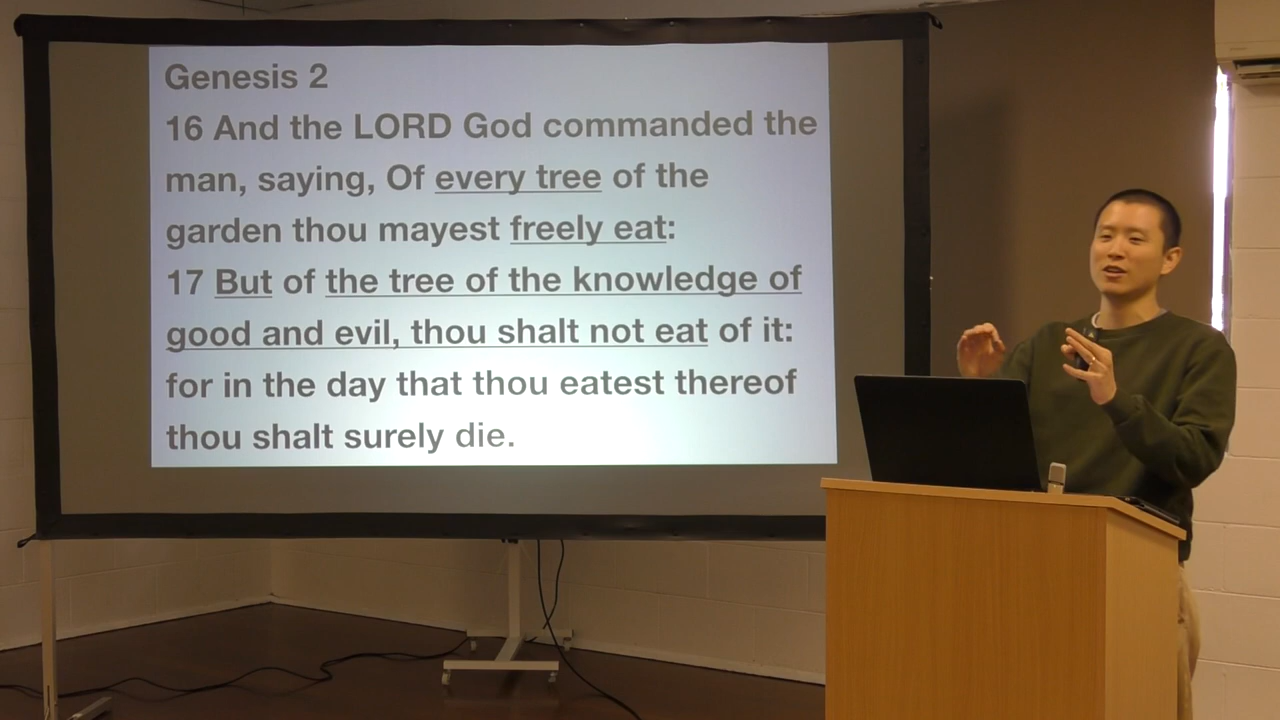 Genesis 2
16 And the LORD God commanded the
man, saying, Of every tree of the
garden thou mayest freely eat:
17 But of the tree of the knowledge of
good and evil, thou shalt not eat of it:
for in the day that thou eatest thereof
thou shalt surely die.